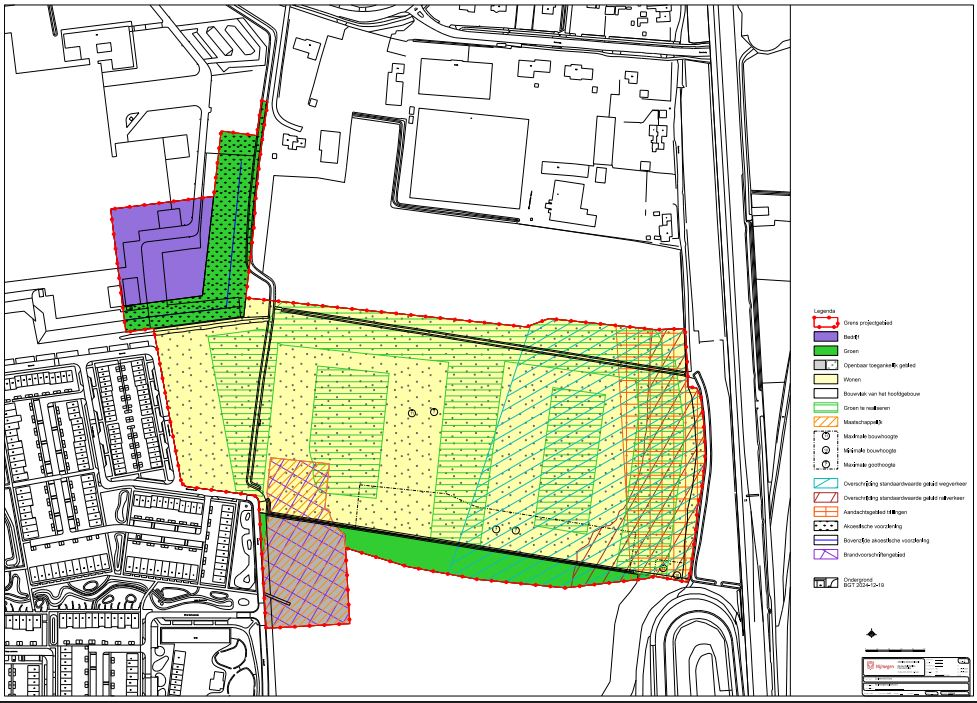 Legenda
Grens projectgebied
Bedrijf
Groen
Openbaar toegankelijk gebied
Wonen
Bouwvlak van het hoofdgebouw
Groen te realiseren
Maatschappelijk
Maximale bouwhoogte
Minimale bouwhoogte
Maximale goothoogte
Overschrijding standaardwaarde geluid wegverkeer
Overschrijding standaardwaarde geluid railverkeer
Aandachtsgebied trillingen
Akoestische voorziening
Bovenzijde akoestische voorziening
Brandvoorschriftengebied
Ondergrond
BGT 2024-12-19
Nijmegen